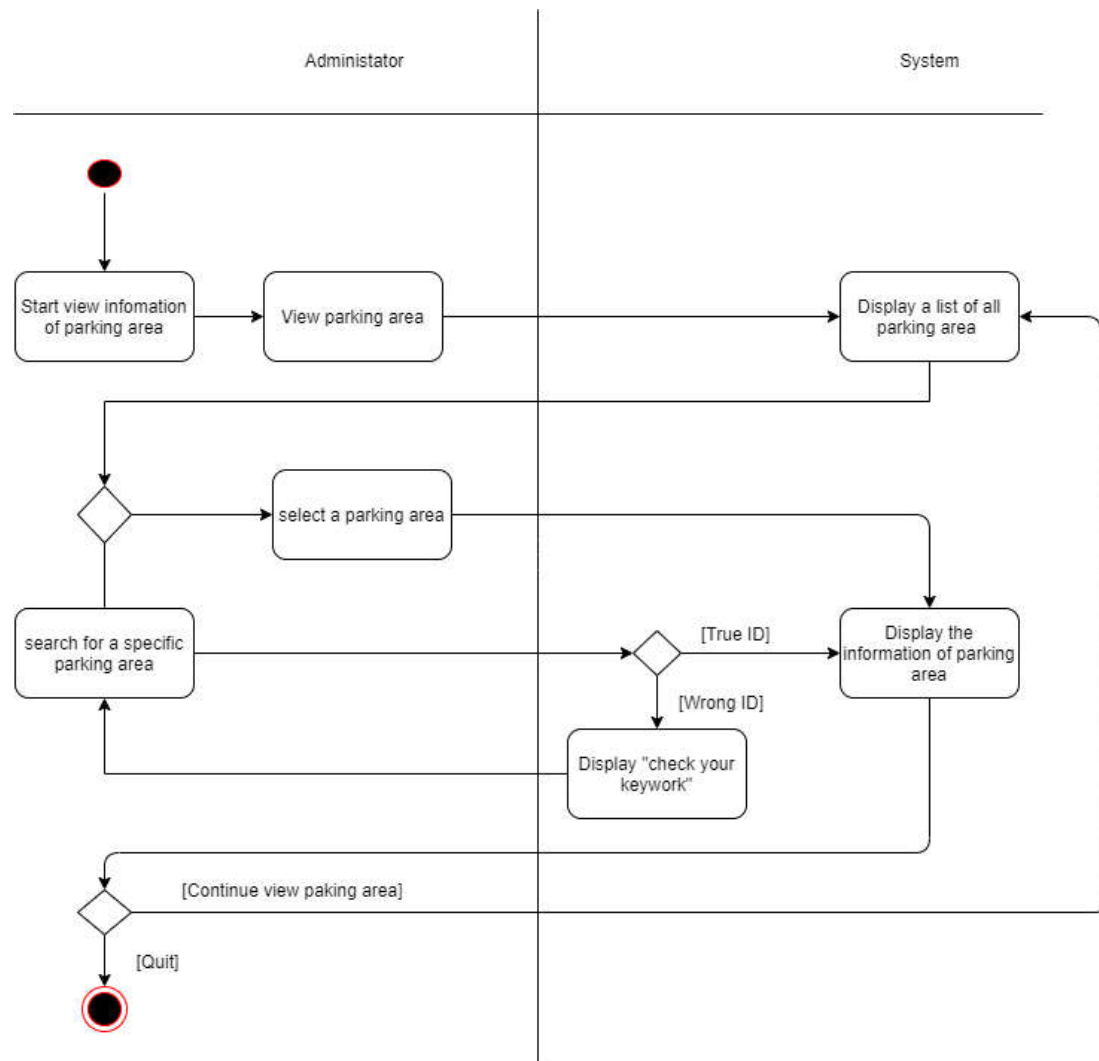 Administator
System
Start view infomation
of parking area
View parking area
Display a list of all
parking area
select a parking area
search for a specific
parking area
[True ID]
Display the
information of parking
area
[Wrong ID]
Display "check your
keywork"
[Continue view paking area]
[Quit]